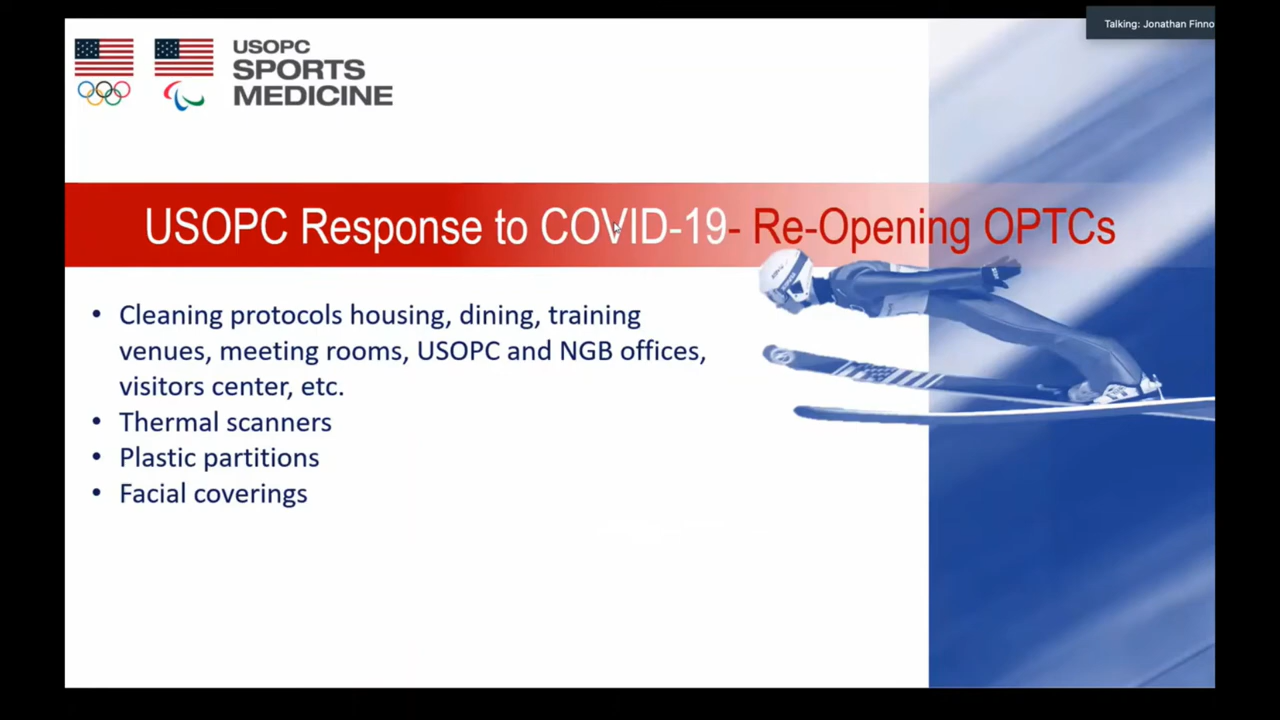 Talking: Jonathan Finno
USOPC
SPORTS
MEDICINE
USOPC Response to COVID-19- Re-Opening OPTCs
• Cleaning protocols housing, dining, training
venues, meeting rooms, USOPC and NGB offices,
visitors center, etc.
• Thermal scanners
• Plastic partitions
• Facial coverings